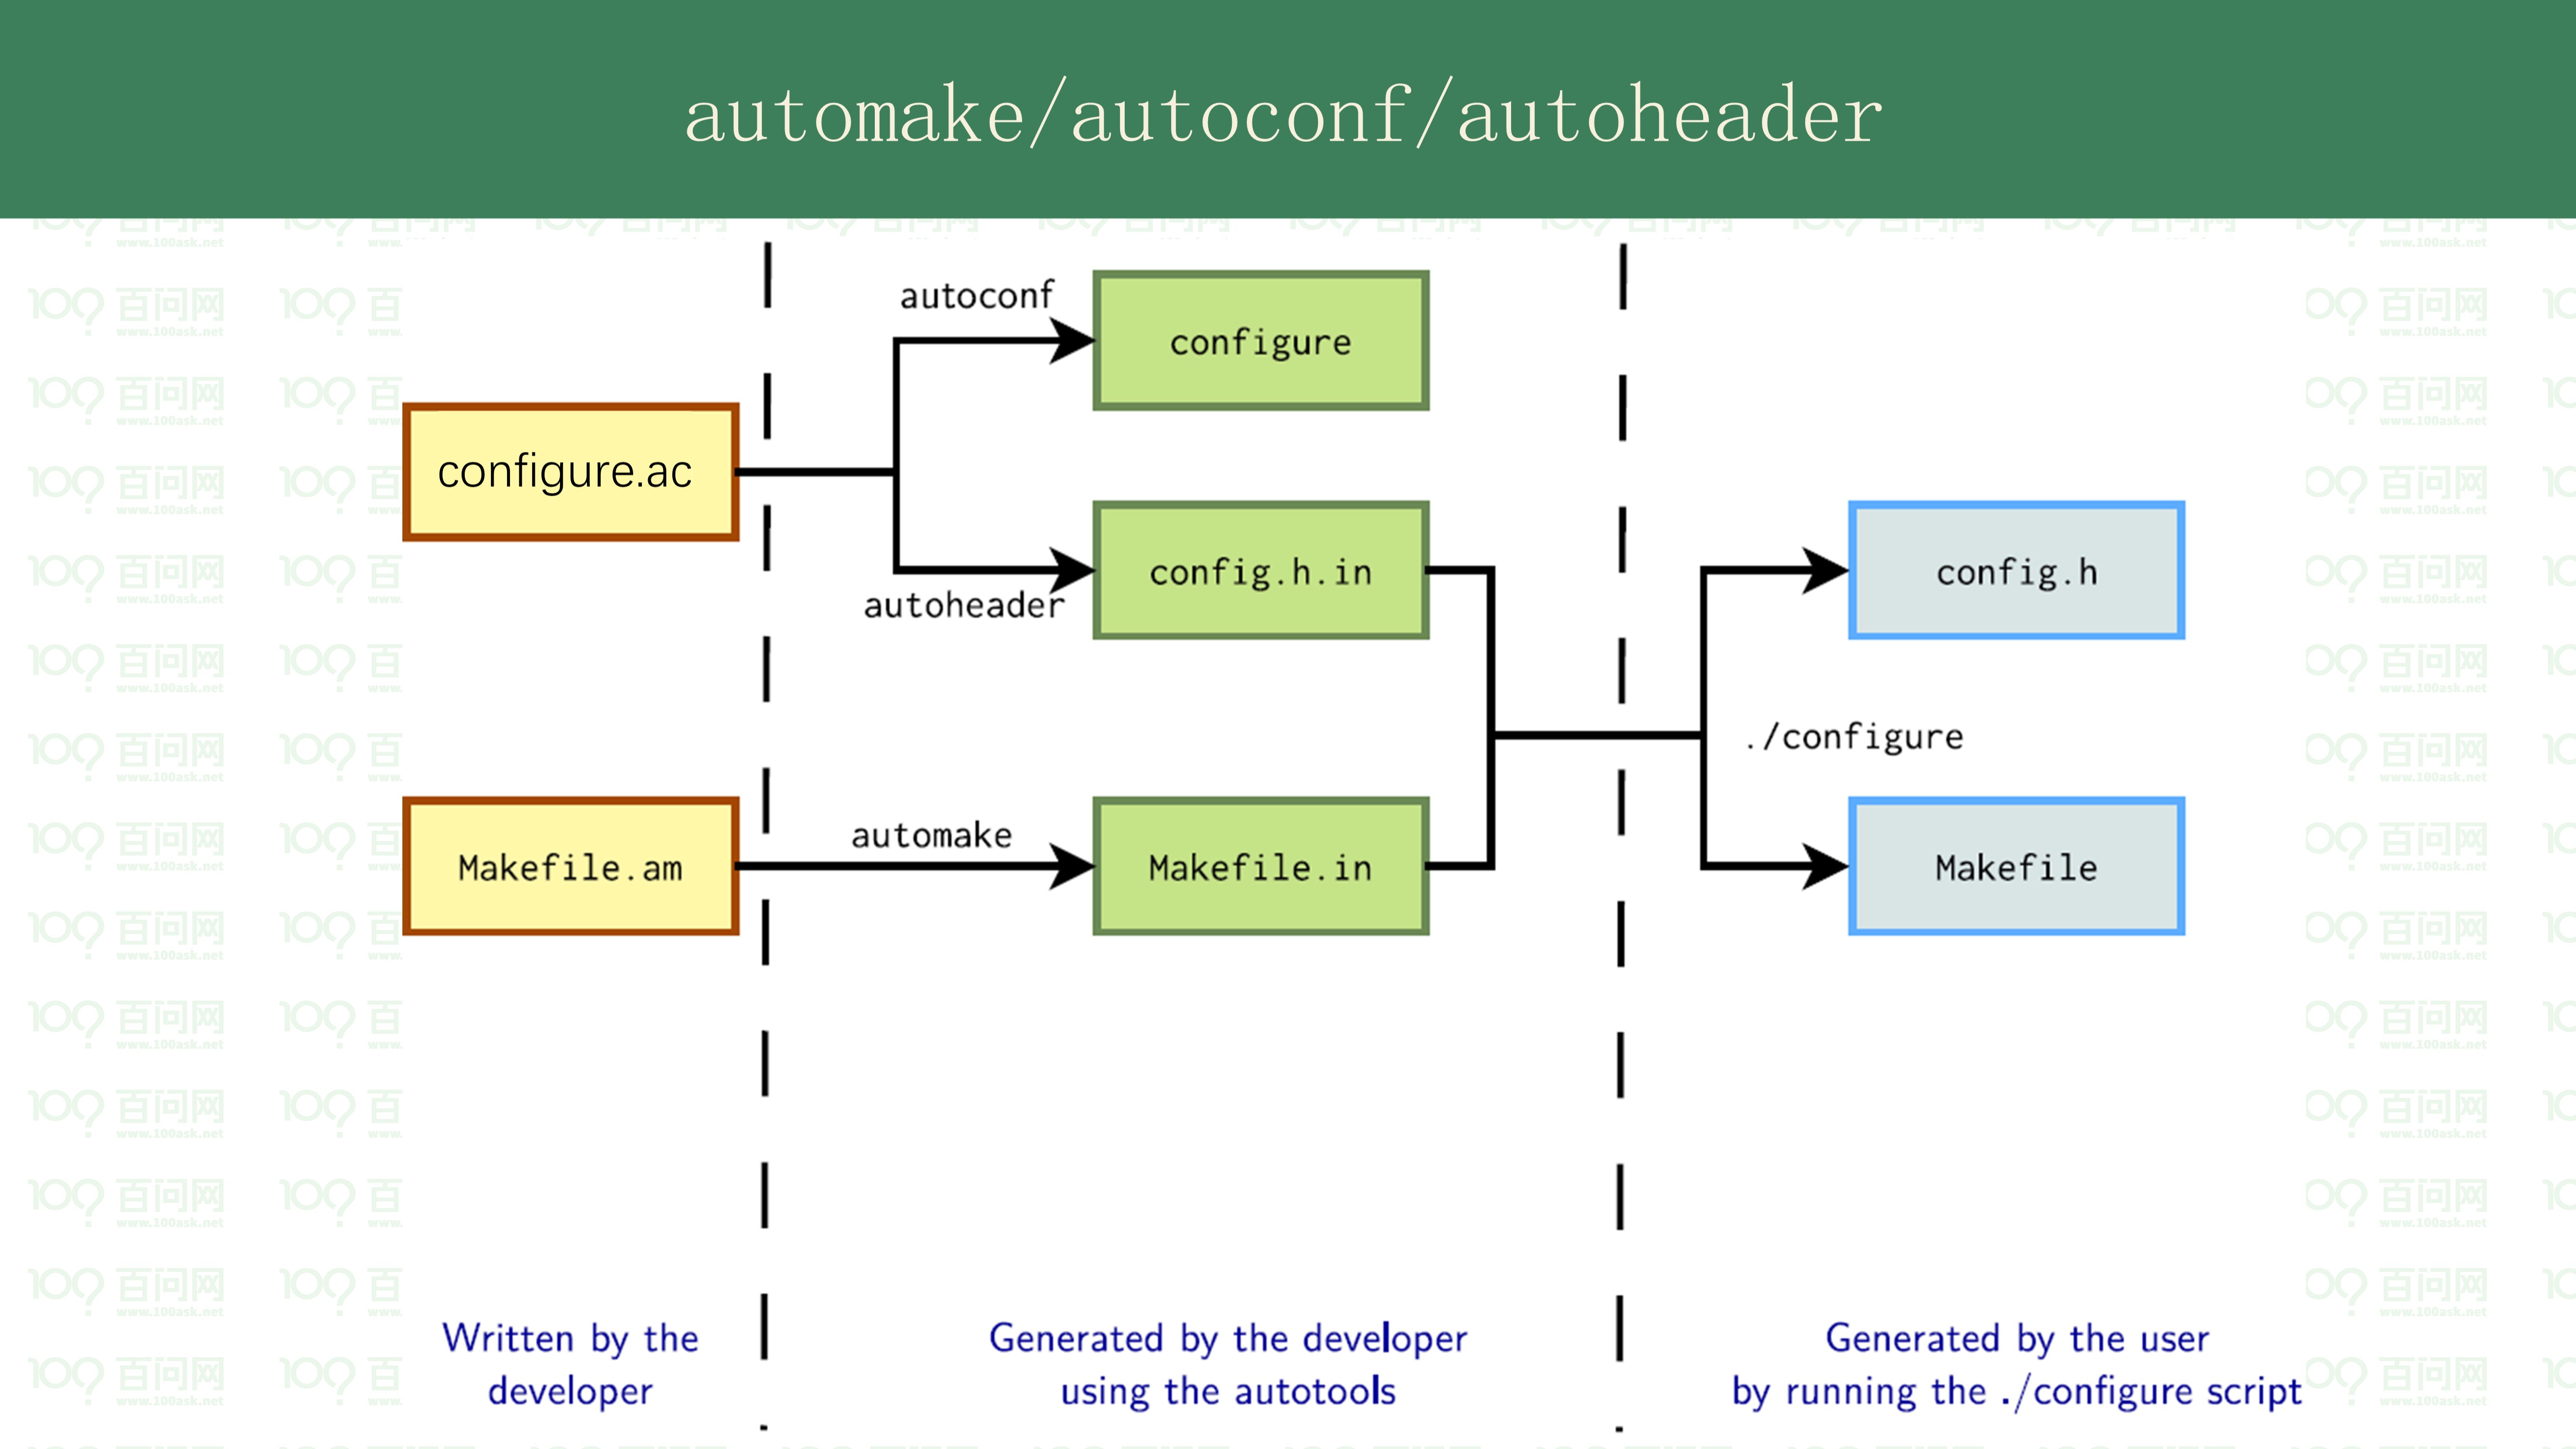 automake/autoconf/autoheader
autoconf
configure
configure.ac
config.h.in
config.h
autoheader
./configure
automake
Makefile.am
Makefile.in
Makefile
Written by the
developer
Generated by the developer
using the autotools
Generated by the user
by running the ./configure script
百问网
www.100ask.net